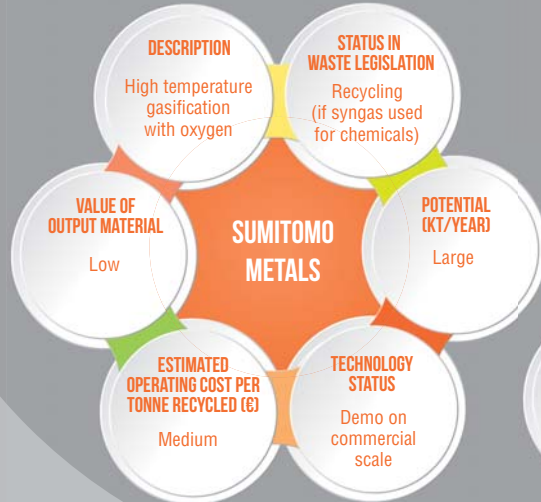 DESCRIPTION
High temperature
gasification
with oxygen
STATUS IN
WASTE LEGISLATION
Recycling
(if syngas used
for chemicals)
VALUE OF
OUTPUT MATERIAL
Low
SUMITOMO
METALS
POTENTIAL
(KT/YEAR)
Large
ESTIMATED
OPERATING COST PER
TONNE RECYCLED (€)
Medium
TECHNOLOGY
STATUS
Demo on
commercial
scale